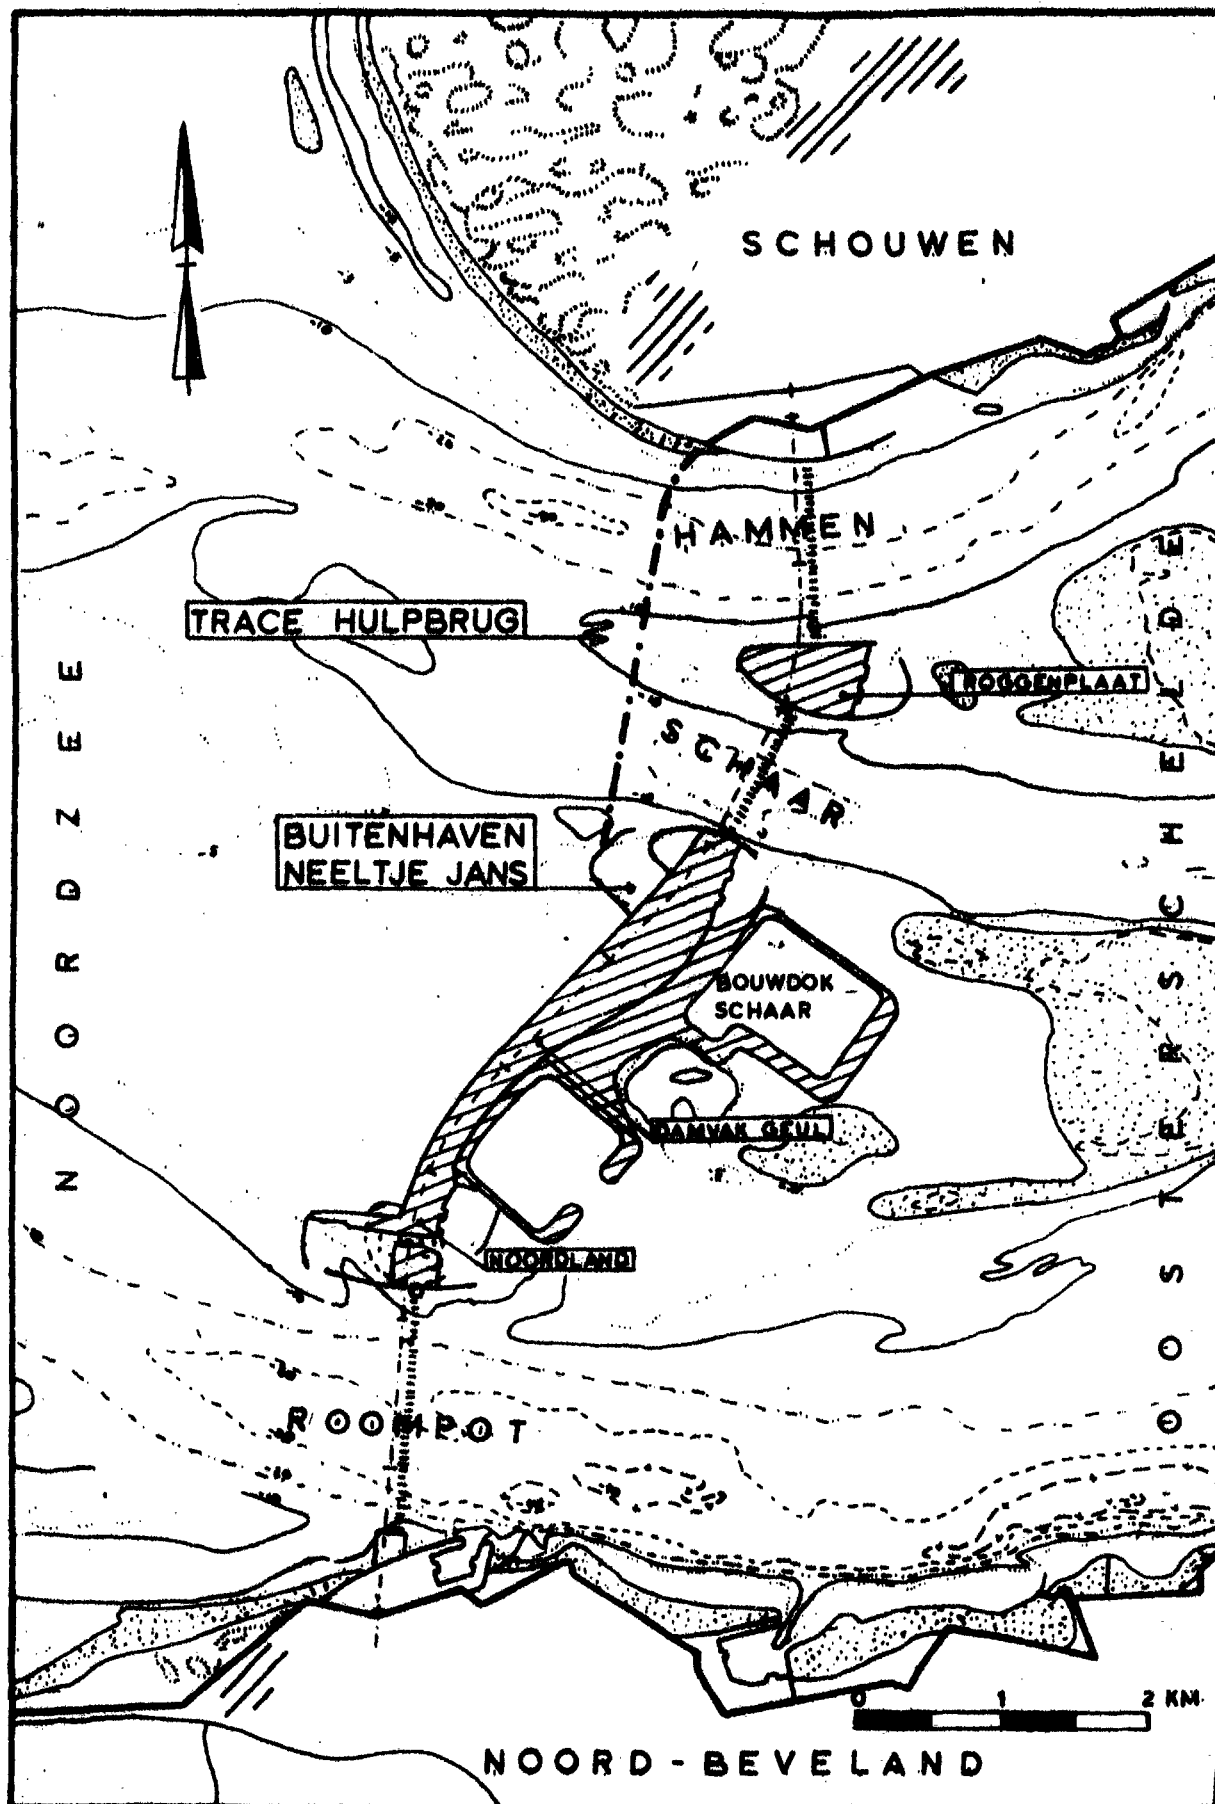 SCHOUWEN
HAMMEN
TRACE HULPBRUG
ROGGENPLAAT
SCHAAR
BUITENHAVEN
NEELTJE JANS
NOORDZEE
OOSTERSCHELDE
BOUWDOK
SCHAAR
DAMVAK GEUL
NOORDLAND
ROOMPOT
0 1 2 KM
NOORD-BEVELAND